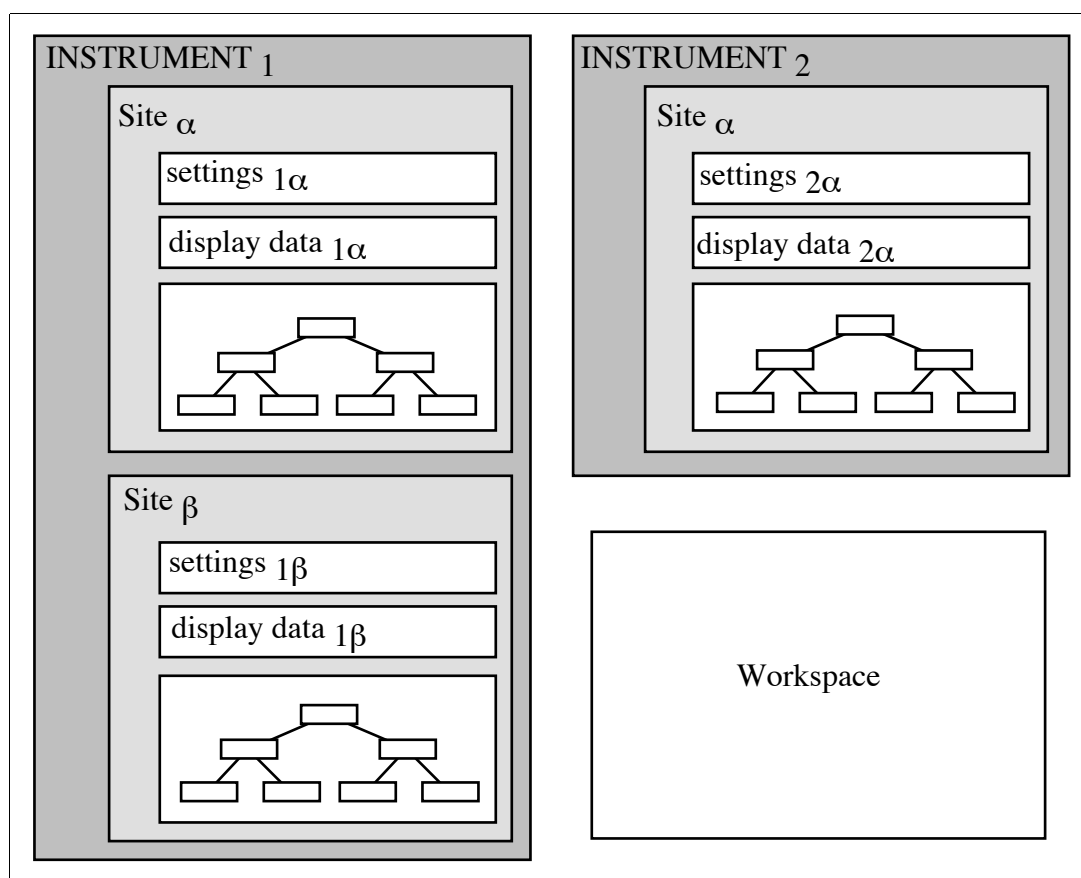 INSTRUMENT 1
Site α
settings 1α
display data 1α
Site β
settings 1β
display data 1β
INSTRUMENT 2
Site α
settings 2α
display data 2α
Workspace